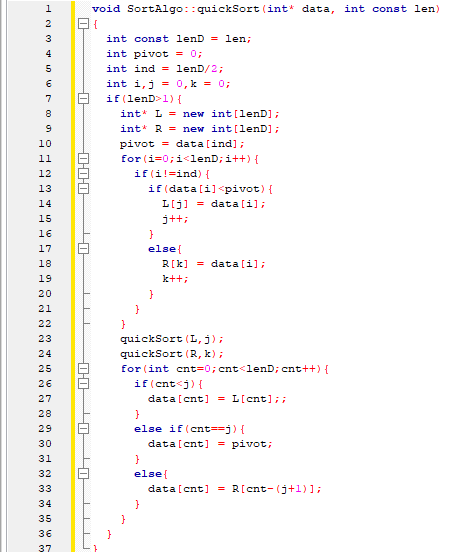 1 void SortAlgo::quickSort(int* data, int const len)
2 {
3 int const lenD = len;
4 int pivot = 0;
5 int ind = lenD/2;
6 int i,j = 0,k = 0;
7 if(lenD>1){
8 int* L = new int[lenD];
9 int* R = new int[lenD];
10 pivot = data[ind];
11 for(i=0;i<lenD;i++){
12 if(i!=ind){
13 if(data[i]<pivot){
14 L[j] = data[i];
15 j++;
16 }
17 else{
18 R[k] = data[i];
19 k++;
20 }
21 }
22 }
23 quickSort(L,j);
24 quickSort(R,k);
25 for(int cnt=0;cnt<lenD;cnt++){
26 if(cnt<j){
27 data[cnt] = L[cnt];;
28 }
29 else if(cnt==j){
30 data[cnt] = pivot;
31 }
32 else{
33 data[cnt] = R[cnt-(j+1)];
34 }
35 }
36 }
37 }